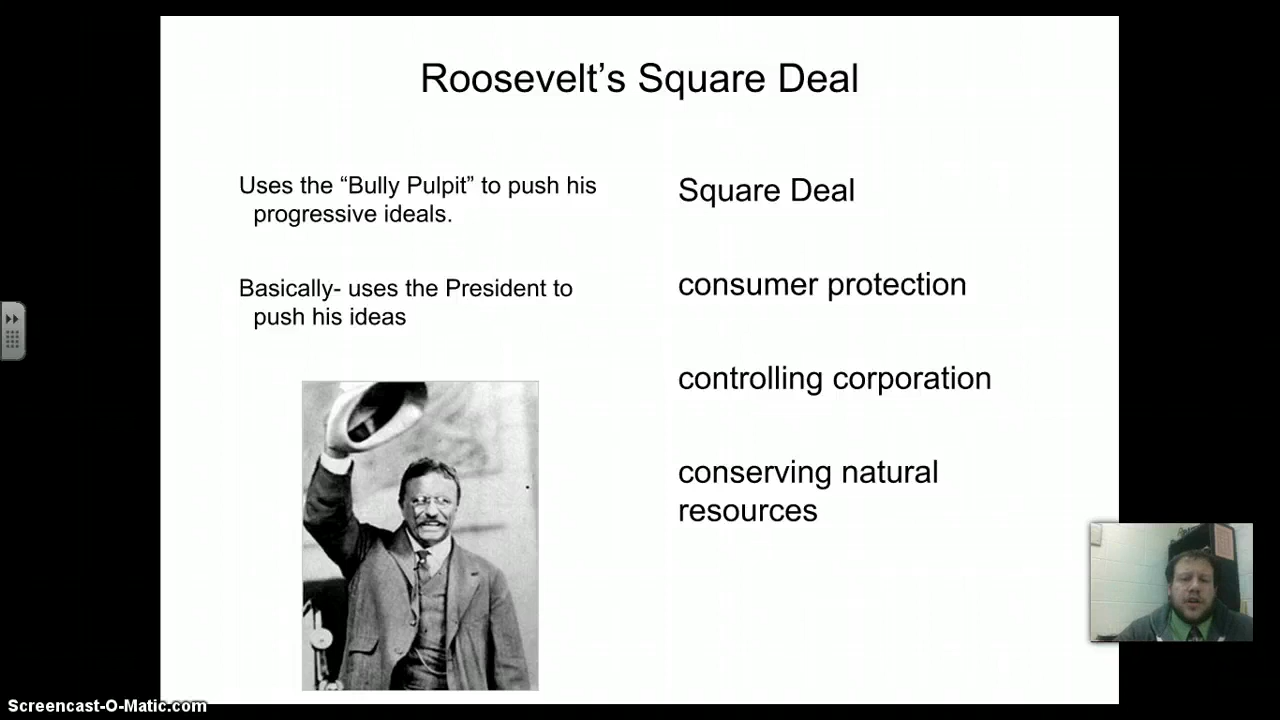 Roosevelt’s Square Deal
Uses the “Bully Pulpit” to push his
progressive ideals.
Basically- uses the President to
push his ideas
Square Deal
consumer protection
controlling corporation
conserving natural
resources
Screencast-O-Matic.com